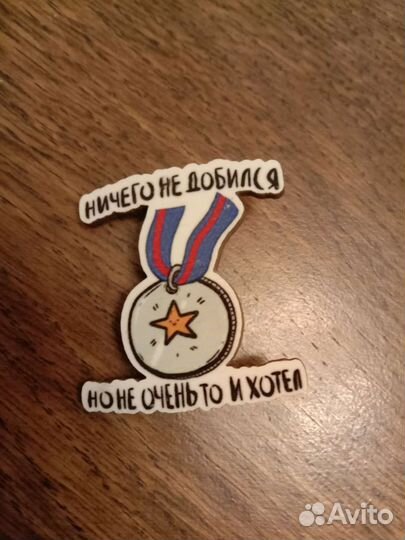 НИЧЕГО НЕ ДОБИЛСЯ
НО НЕ ОЧЕНЬ ТО И ХОТЕЛ
Avito